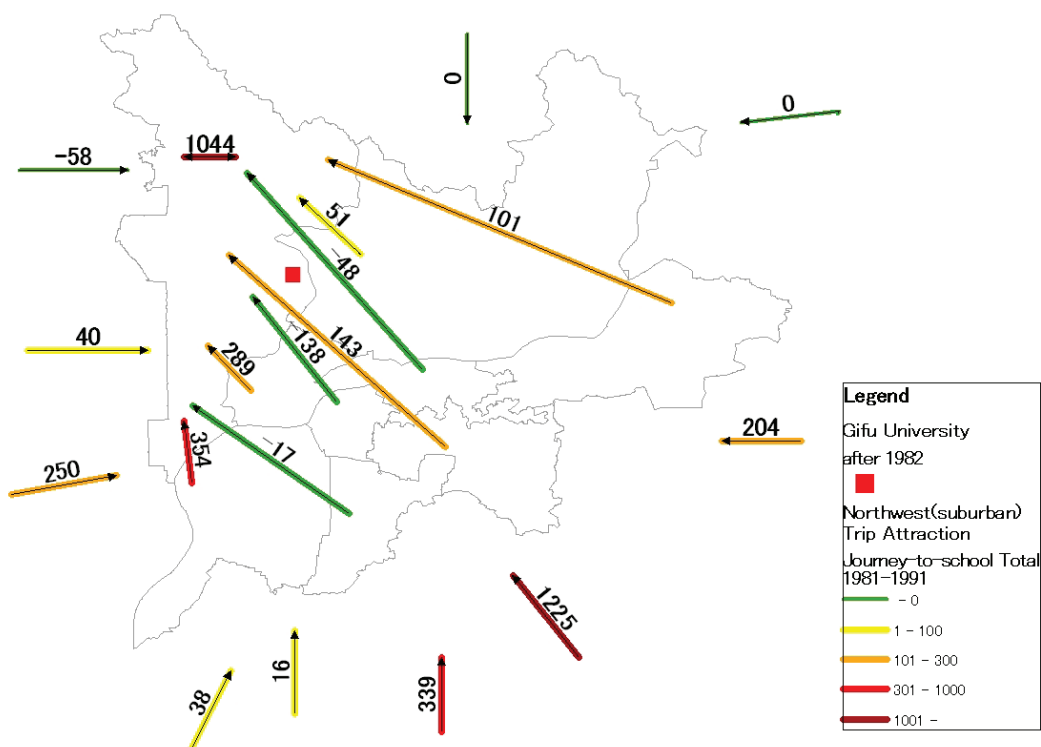 0
0
1044
-58
101
51
-48
40
143
-138
289
204
-17
354
250
1225
16
339
38
Legend
Gifu University
after 1982
Northwest(suburban)
Trip Attraction
Journey-to-school Total
1981-1991
- 0
1 - 100
101 - 300
301 - 1000
1001 -